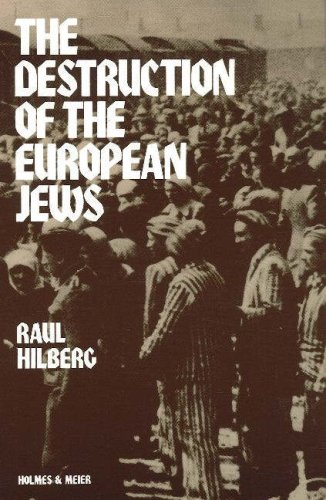 THE
DESTRUCTION
OF THE
EUROPEAN
JEWS
RAUL
HILBERG
HOLMES & MEIER